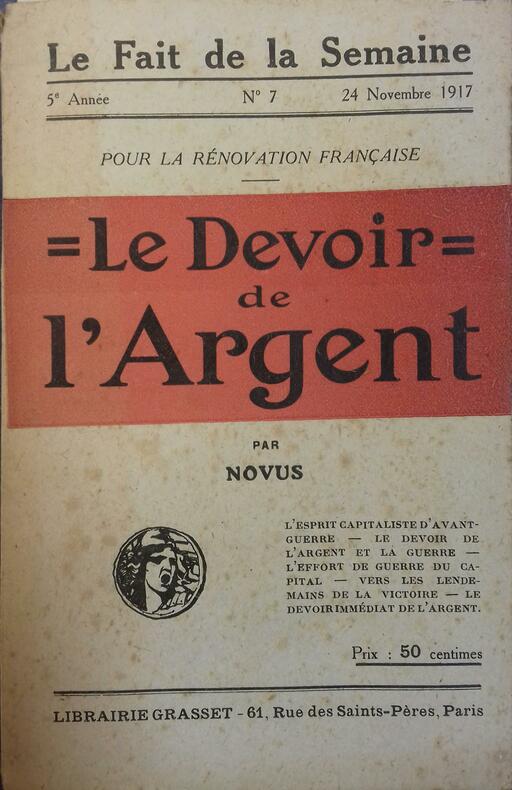 Le Fait de la Semaine
5e Année N° 7 24 Novembre 1917
POUR LA RÉNOVATION FRANÇAISE
=Le Devoir=
de
l'Argent
PAR
NOVUS
L'ESPRIT CAPITALISTE D'AVANT-
GUERRE — LE DEVOIR DE
L'ARGENT ET LA GUERRE —
L'EFFORT DE GUERRE DU CA-
PITAL — VERS LES LENDE-
MAINS DE LA VICTOIRE — LE
DEVOIR IMMÉDIAT DE L'ARGENT.
Prix : 50 centimes
LIBRAIRIE GRASSET - 61, Rue des Saints-Pères, Paris